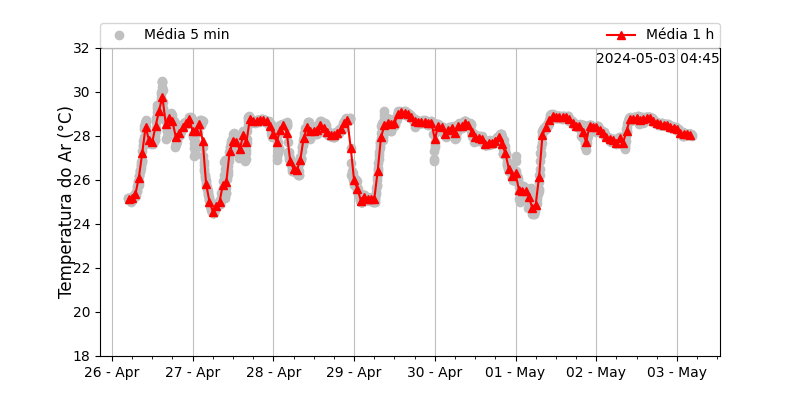 Média 5 min
Média 1 h
2024-05-03 04:45
Temperatura do Ar (°C)
32
30
28
26
24
22
20
18
26 - Apr
27 - Apr
28 - Apr
29 - Apr
30 - Apr
01 - May
02 - May
03 - May